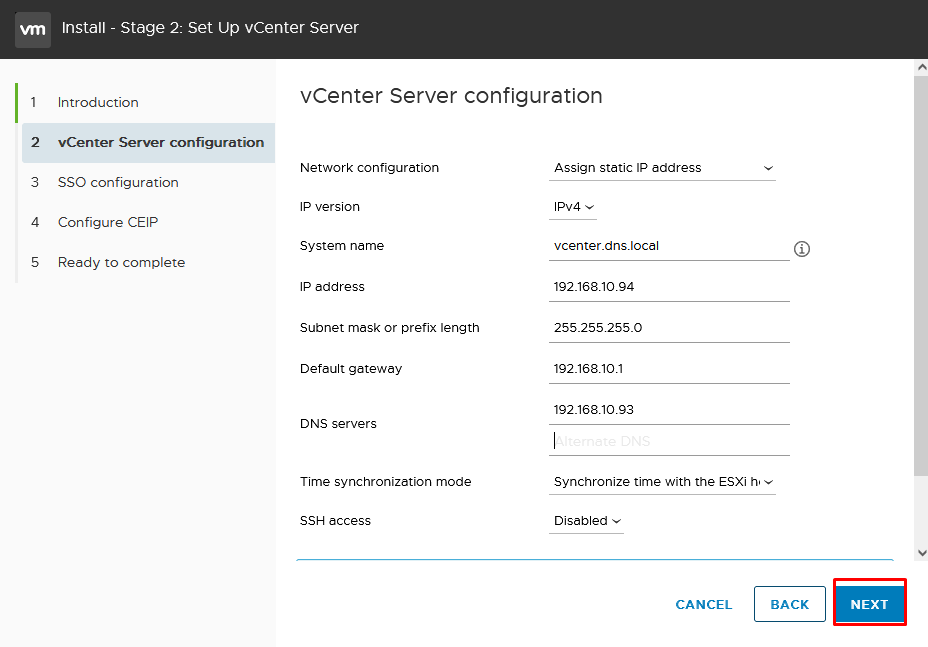 vm Install - Stage 2: Set Up vCenter Server
1 Introduction
2 vCenter Server configuration
3 SSO configuration
4 Configure CEIP
5 Ready to complete
vCenter Server configuration
Network configuration Assign static IP address
IP version IPv4
System name vcenter.dns.local
IP address 192.168.10.94
Subnet mask or prefix length 255.255.255.0
Default gateway 192.168.10.1
DNS servers 192.168.10.93
Alternate DNS
Time synchronization mode Synchronize time with the ESXi h
SSH access Disabled
CANCEL BACK NEXT